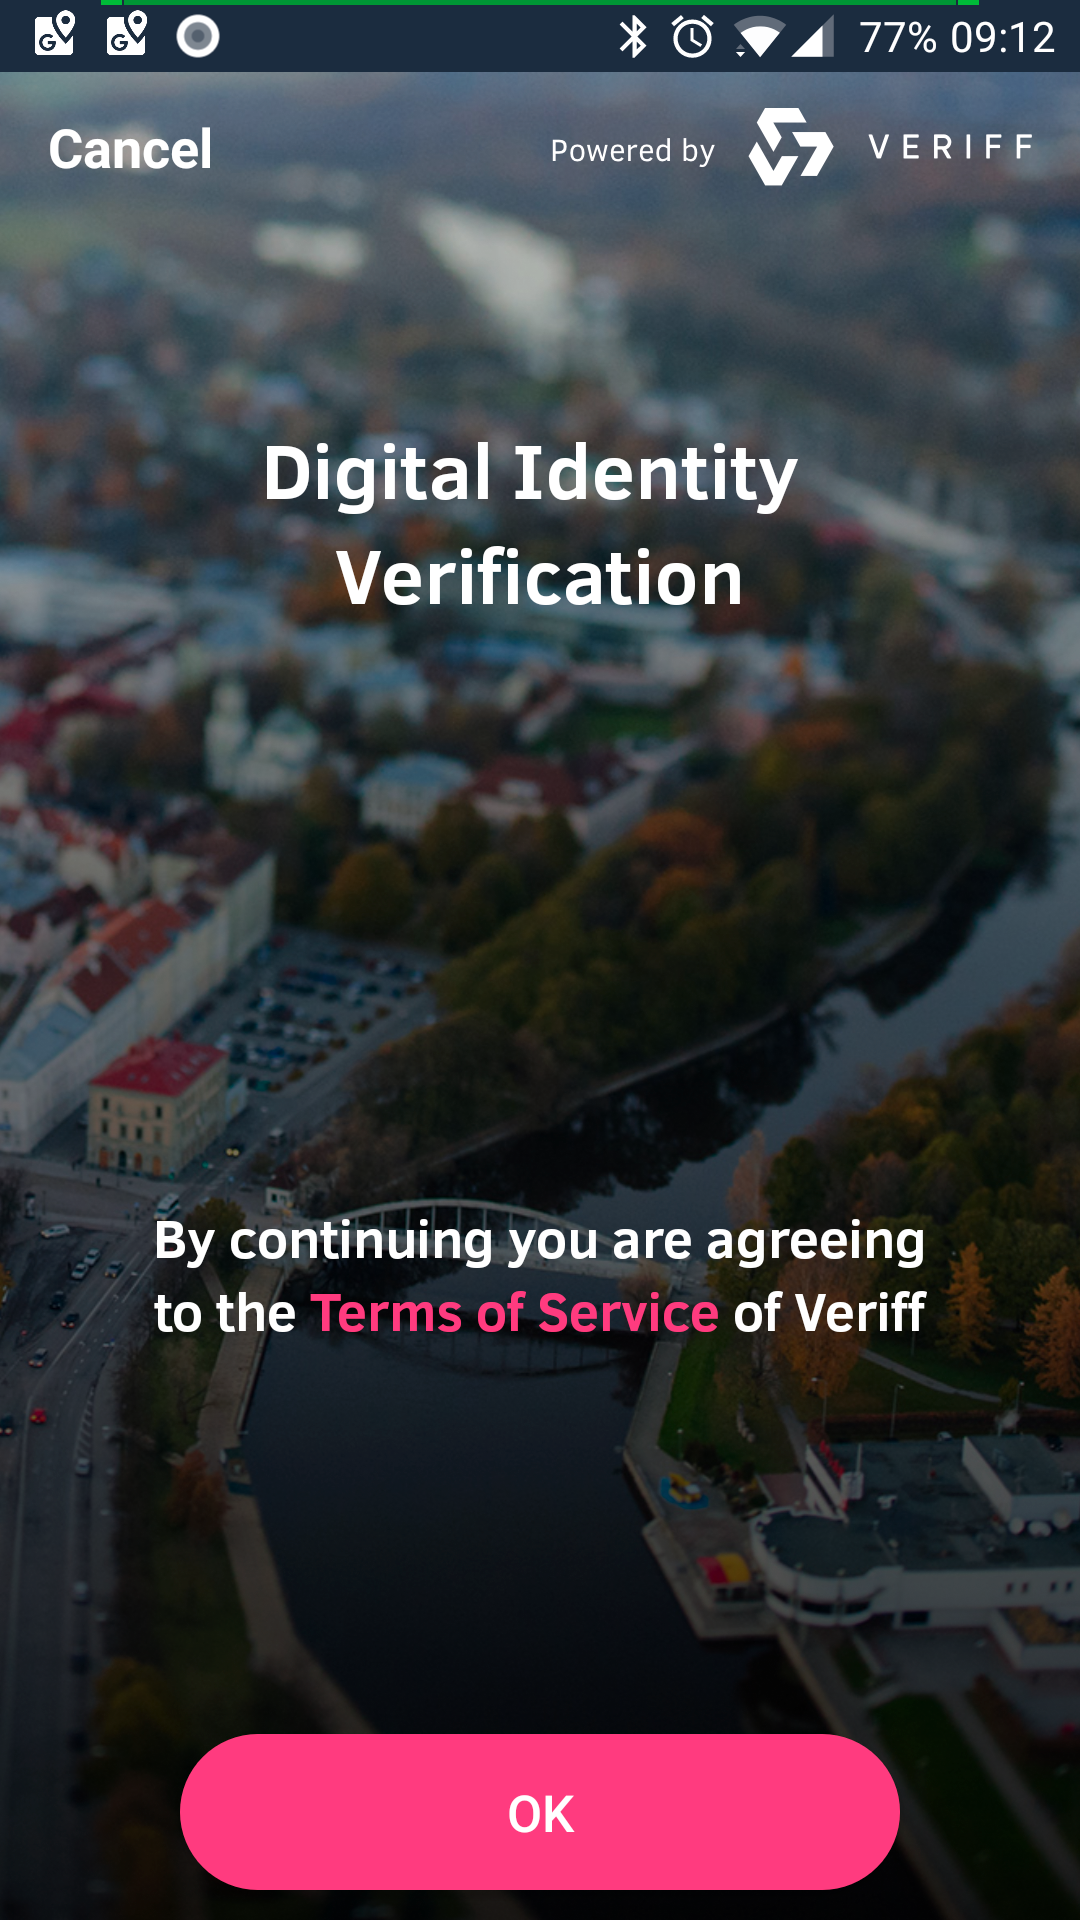 77% 09:12
Cancel
Powered by VERIFF
Digital Identity
Verification
By continuing you are agreeing
to the Terms of Service of Veriff
OK